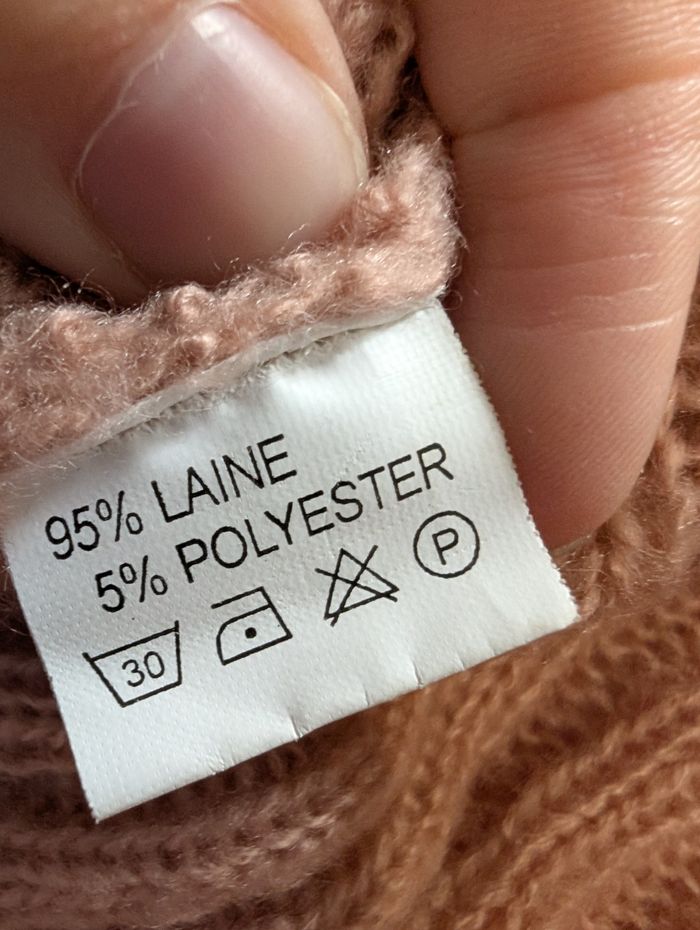 95% LAINE
5% POLYESTER
30 P